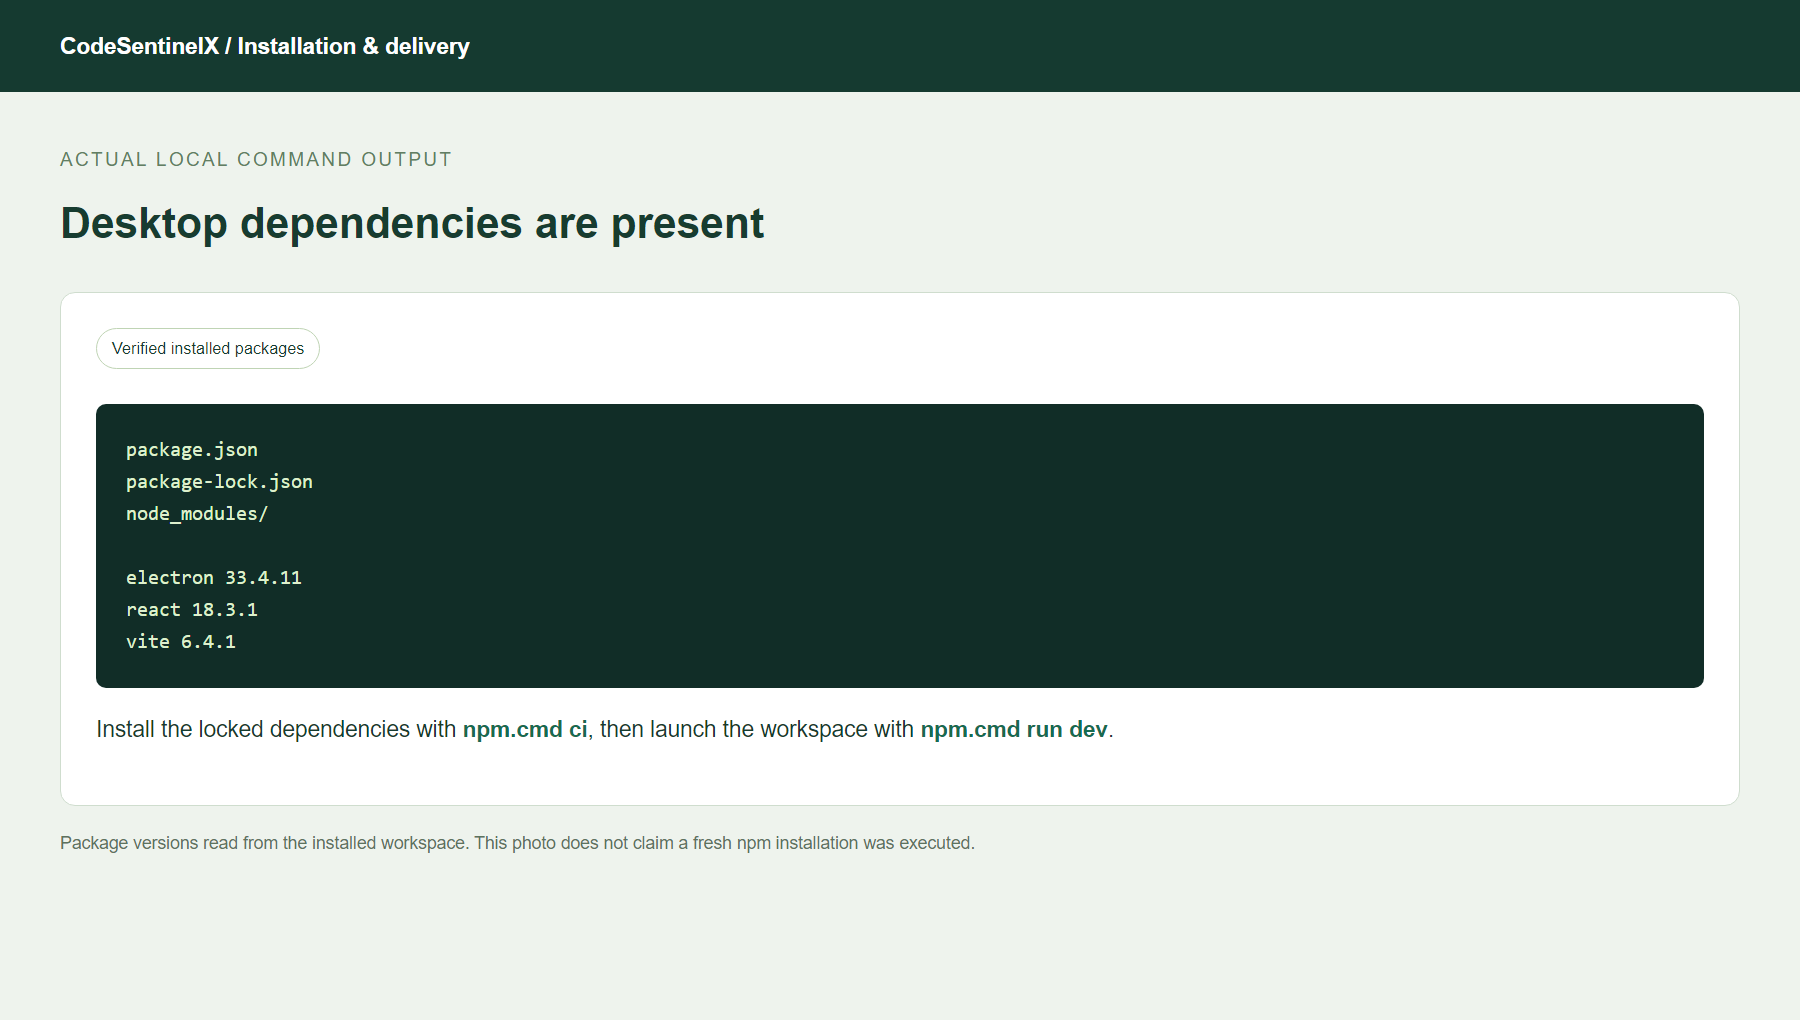 CodeSentinelX / Installation & delivery
ACTUAL LOCAL COMMAND OUTPUT
Desktop dependencies are present
Verified installed packages
package.json
package-lock.json
node_modules/
electron 33.4.11
react 18.3.1
vite 6.4.1
Install the locked dependencies with npm.cmd ci, then launch the workspace with npm.cmd run dev.
Package versions read from the installed workspace. This photo does not claim a fresh npm installation was executed.